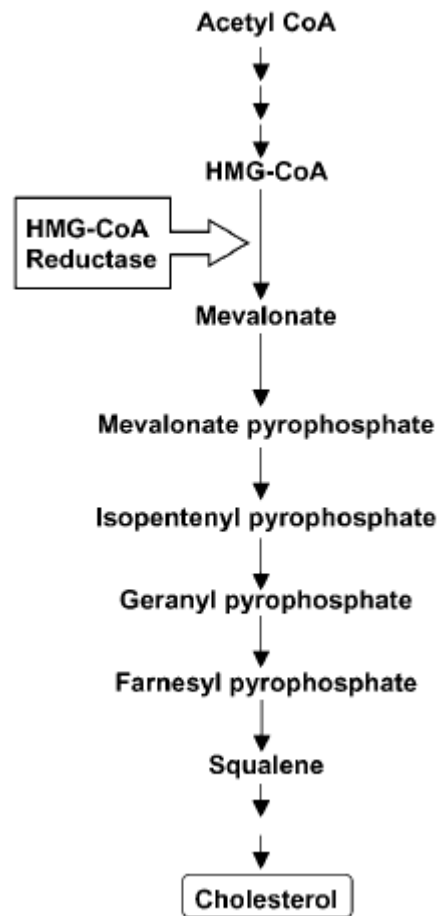 Acetyl CoA
HMG-CoA
HMG-CoA
Reductase
Mevalonate
Mevalonate pyrophosphate
Isopentenyl pyrophosphate
Geranyl pyrophosphate
Farnesyl pyrophosphate
Squalene
Cholesterol